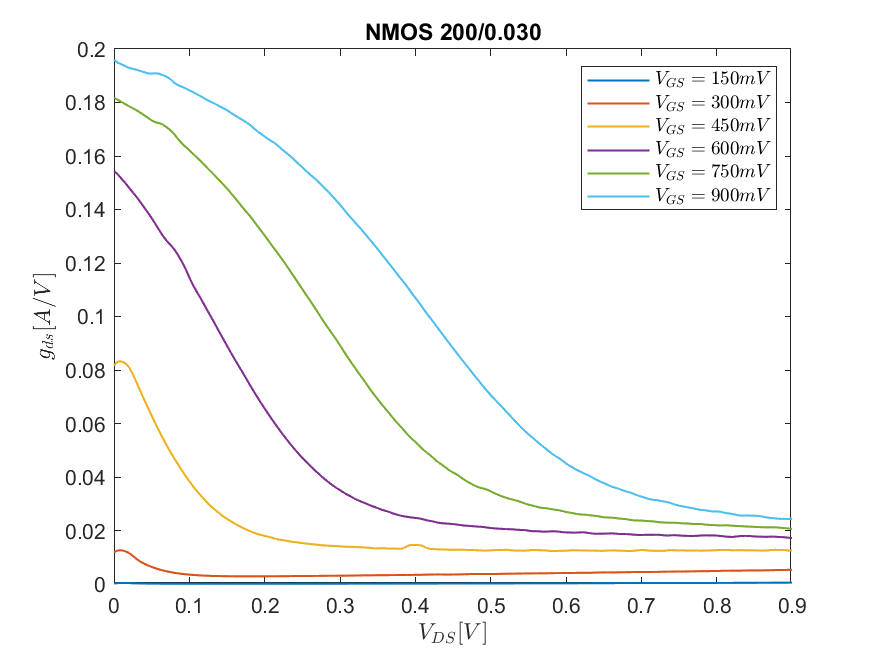 NMOS 200/0.030
V_GS = 150mV
V_GS = 300mV
V_GS = 450mV
V_GS = 600mV
V_GS = 750mV
V_GS = 900mV
g_ds[A/V]
0.2
0.18
0.16
0.14
0.12
0.1
0.08
0.06
0.04
0.02
0
0 0.1 0.2 0.3 0.4 0.5 0.6 0.7 0.8 0.9
V_DS[V]